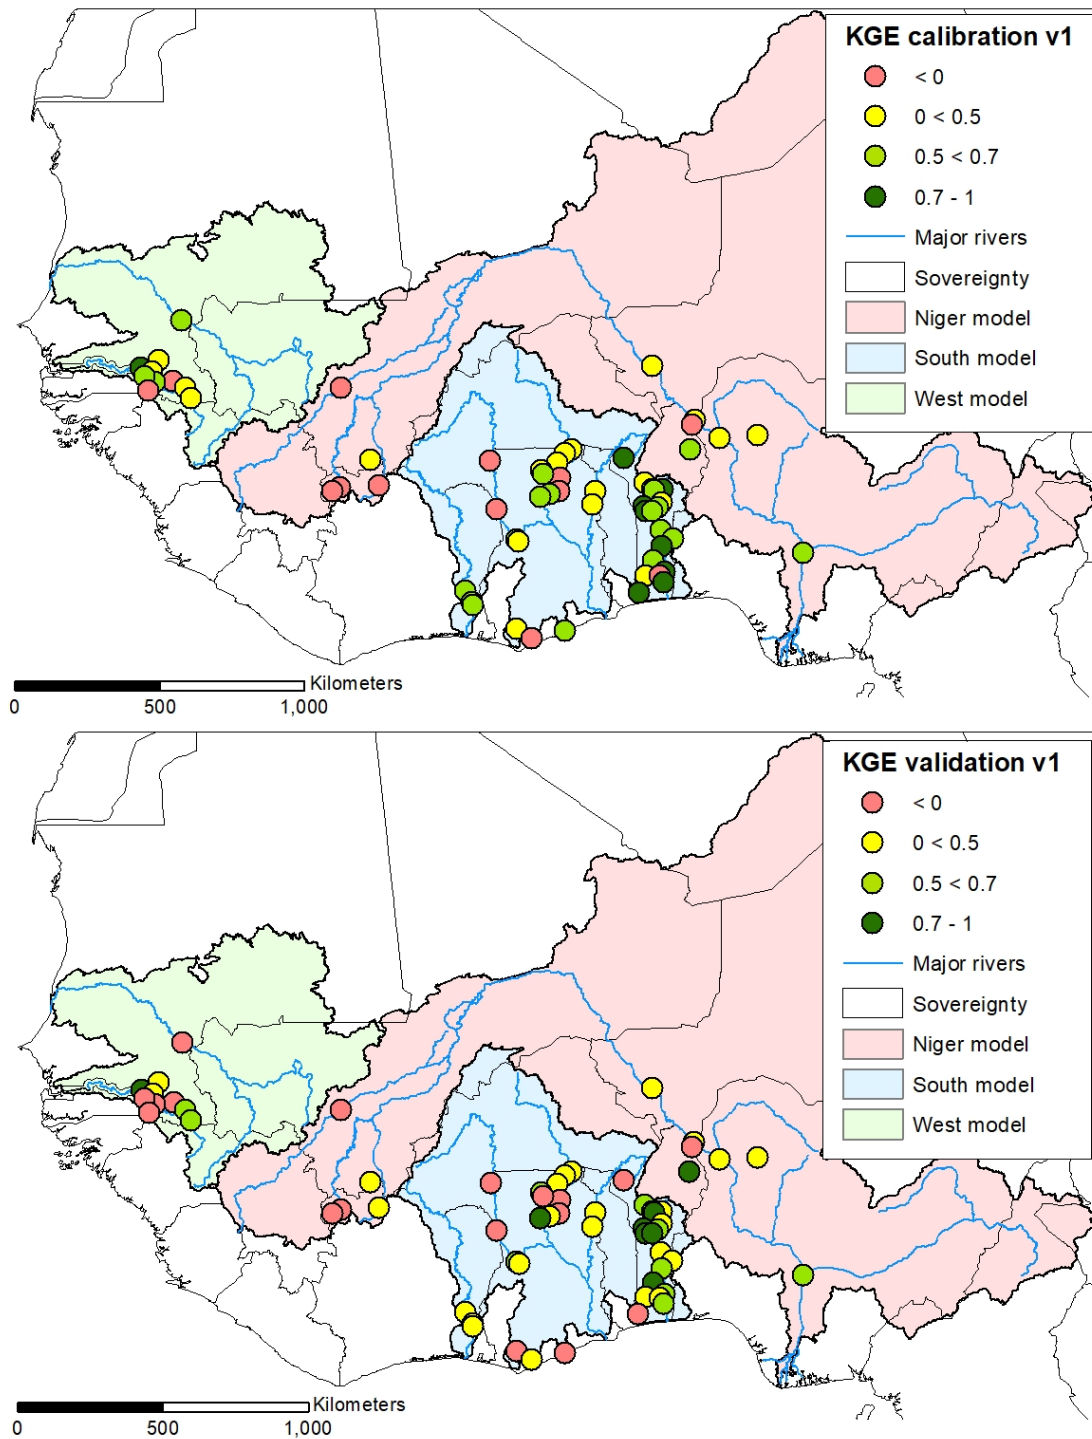 KGE calibration v1
< 0
0 < 0.5
0.5 < 0.7
0.7 - 1
Major rivers
Sovereignty
Niger model
South model
West model
Kilometers
0 500 1,000
KGE validation v1
< 0
0 < 0.5
0.5 < 0.7
0.7 - 1
Major rivers
Sovereignty
Niger model
South model
West model
Kilometers
0 500 1,000